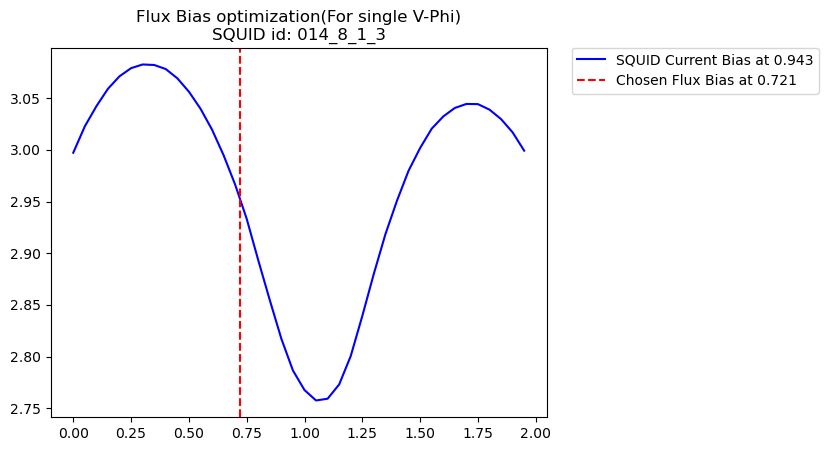 Flux Bias optimization(For single V-Phi)
SQUID id: 014_8_1_3
SQUID Current Bias at 0.943
Chosen Flux Bias at 0.721
3.05
3.00
2.95
2.90
2.85
2.80
2.75
0.00 0.25 0.50 0.75 1.00 1.25 1.50 1.75 2.00